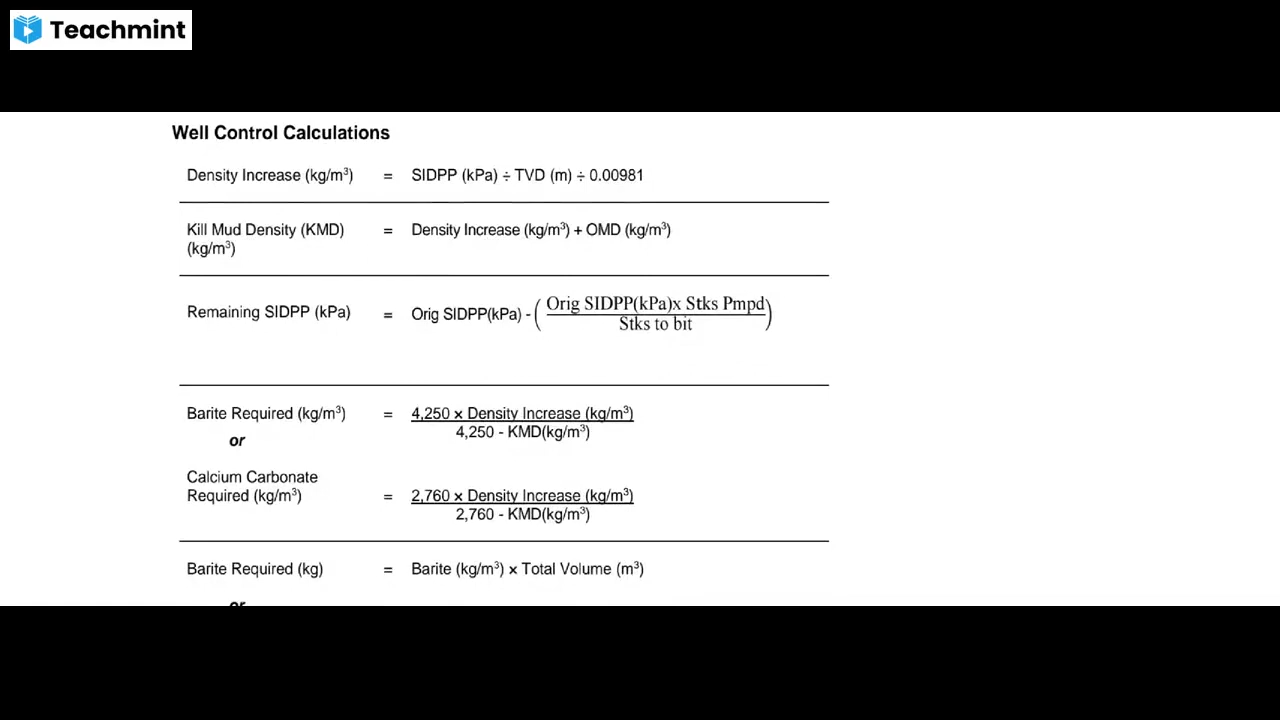 Teachmint
Well Control Calculations
Density Increase (kg/m³) = SIDPP (kPa) ÷ TVD (m) ÷ 0.00981
Kill Mud Density (KMD) = Density Increase (kg/m³) + OMD (kg/m³)
(kg/m³)
Orig SIDPP(kPa)x Stks Pmpd
Remaining SIDPP (kPa) = Orig SIDPP(kPa) - ( )
Stks to bit
Barite Required (kg/m³) = 4,250 × Density Increase (kg/m³)
4,250 - KMD(kg/m³)
or
Calcium Carbonate
Required (kg/m³) = 2,760 × Density Increase (kg/m³)
2,760 - KMD(kg/m³)
Barite Required (kg) = Barite (kg/m³) × Total Volume (m³)
or